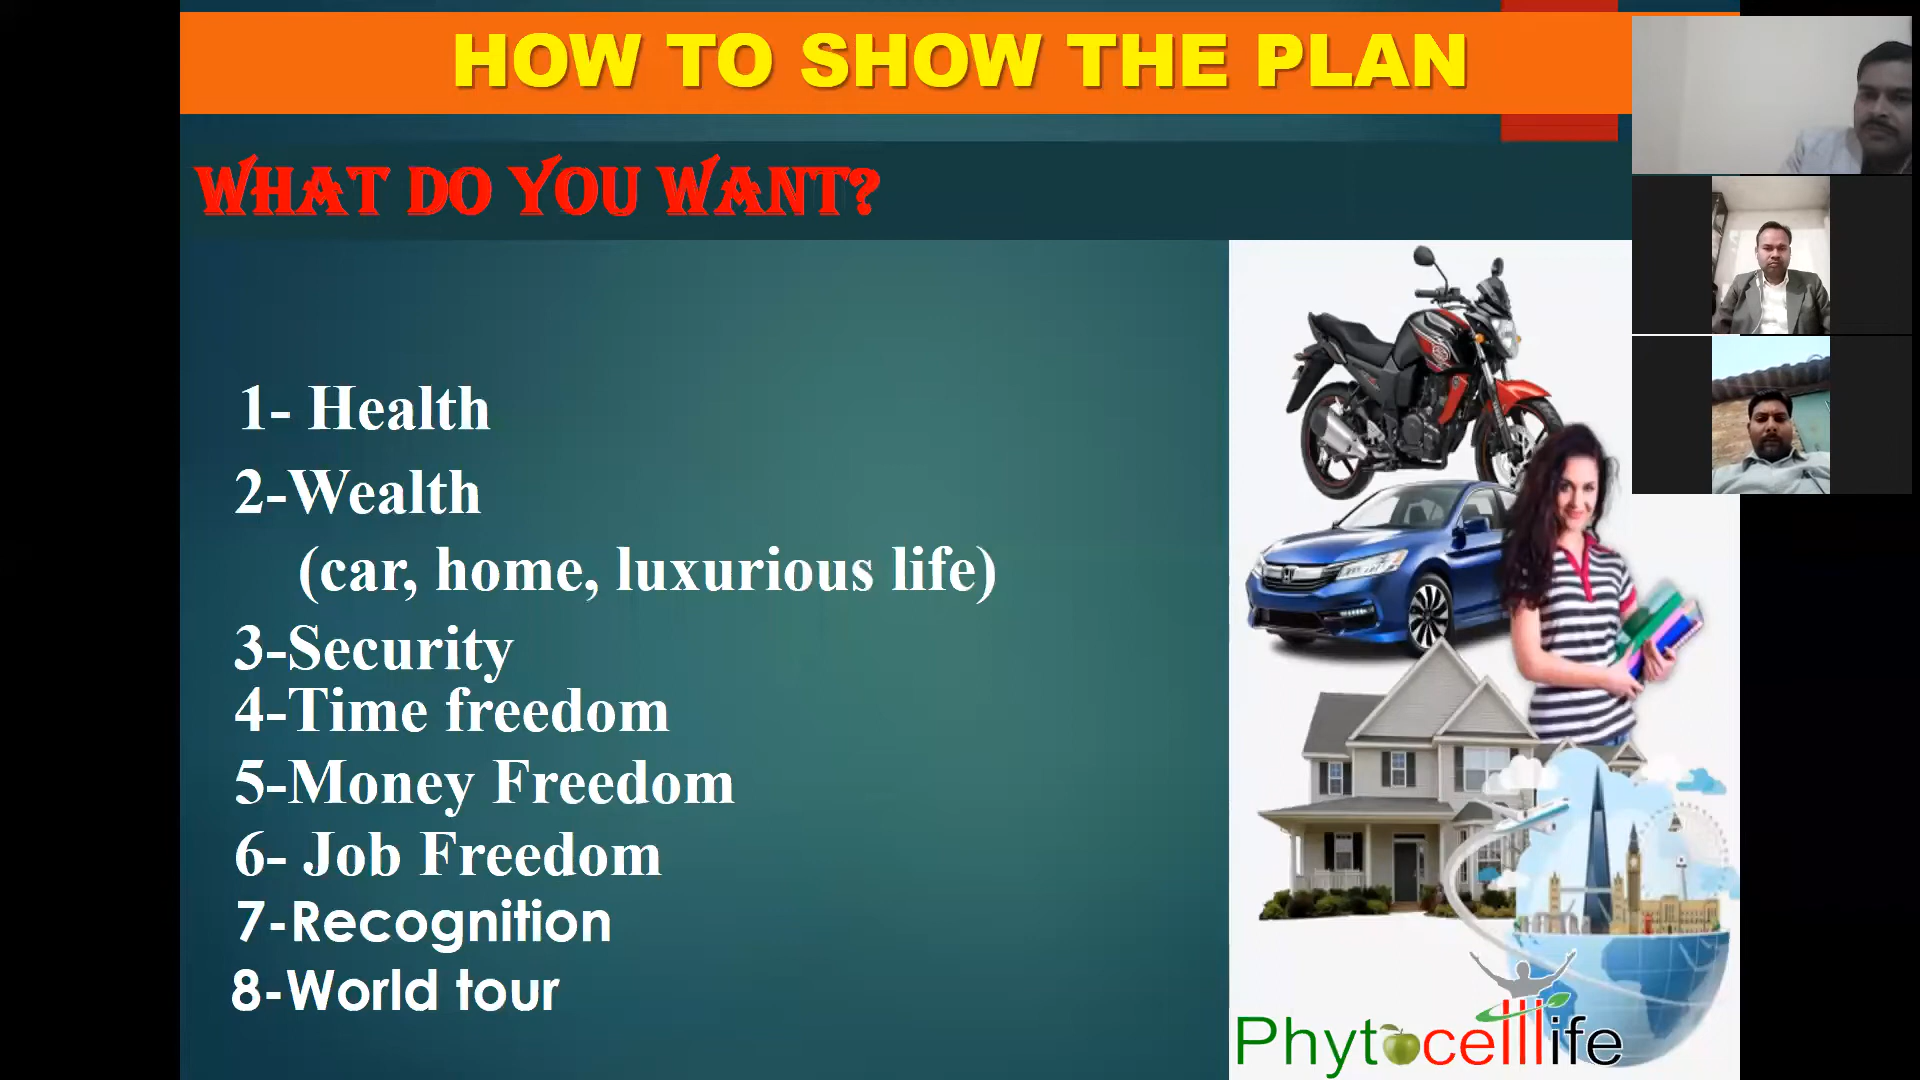 HOW TO SHOW THE PLAN
WHAT DO YOU WANT?
1- Health
2-Wealth
(car, home, luxurious life)
3-Security
4-Time freedom
5-Money Freedom
6- Job Freedom
7-Recognition
8-World tour
Phytocelllife